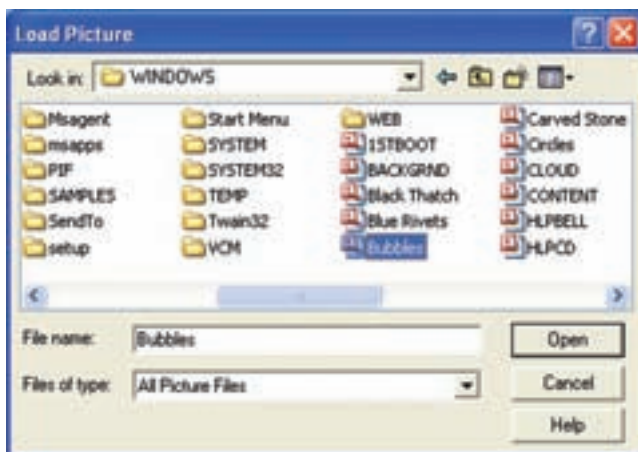 Load Picture
Look in: WINDOWS
Msagent Start Menu WEB Carved Stone
msapps SYSTEM 1STBOOT Circles
PIF SYSTEM32 BACKGRND CLOUD
SAMPLES TEMP Black Thatch CONTENT
SendTo Twain32 Blue Rivets HLPBELL
setup VCM Bubbles HLPCD
File name: Bubbles Open
Files of type: All Picture Files Cancel
Help